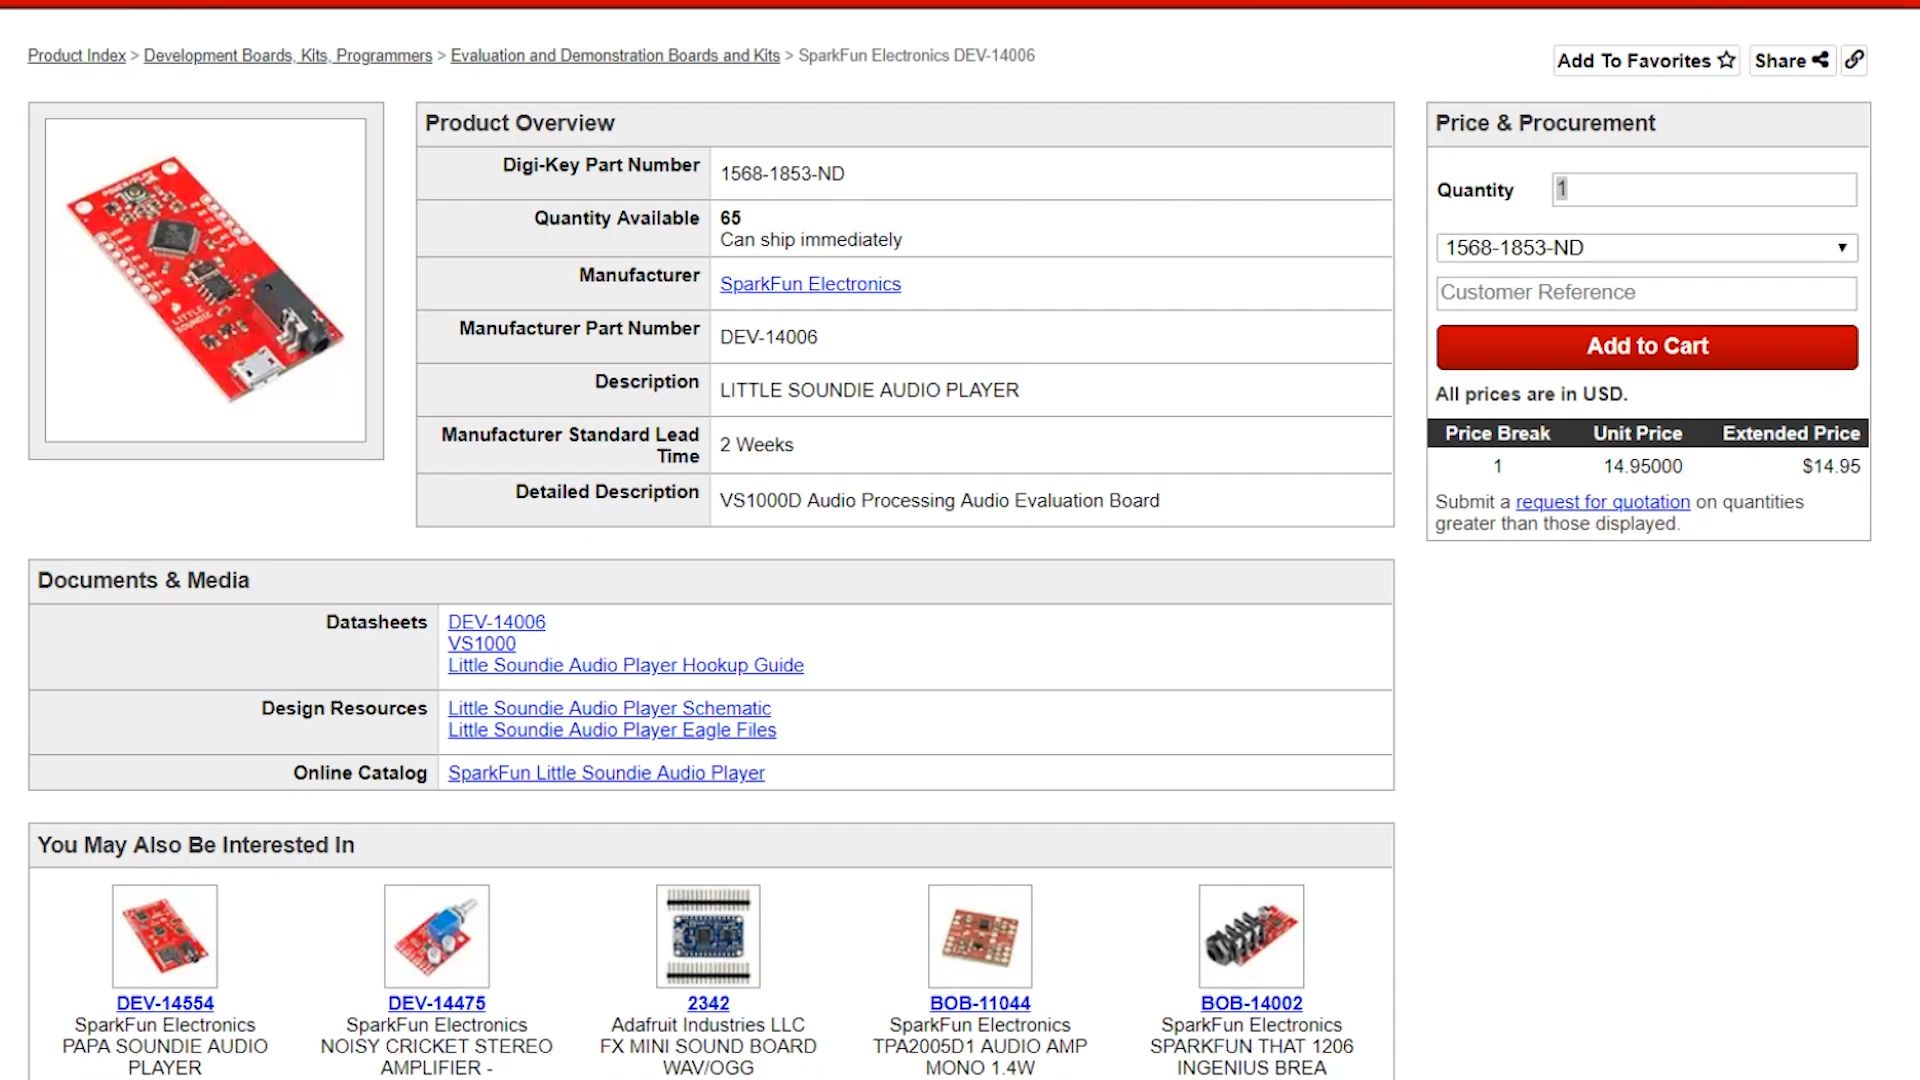 Product Index > Development Boards, Kits, Programmers > Evaluation and Demonstration Boards and Kits > SparkFun Electronics DEV-14006
Add To Favorites
Share
POWER/PLAY
LITTLE
SOUNDIE
Product Overview
Digi-Key Part Number 1568-1853-ND
Quantity Available 65
Can ship immediately
Manufacturer SparkFun Electronics
Manufacturer Part Number DEV-14006
Description LITTLE SOUNDIE AUDIO PLAYER
Manufacturer Standard Lead
Time 2 Weeks
Detailed Description VS1000D Audio Processing Audio Evaluation Board
Price & Procurement
Quantity 1
1568-1853-ND
Customer Reference
Add to Cart
All prices are in USD.
Price Break Unit Price Extended Price
1 14.95000 $14.95
Submit a request for quotation on quantities
greater than those displayed.
Documents & Media
Datasheets DEV-14006
VS1000
Little Soundie Audio Player Hookup Guide
Design Resources Little Soundie Audio Player Schematic
Little Soundie Audio Player Eagle Files
Online Catalog SparkFun Little Soundie Audio Player
You May Also Be Interested In
DEV-14554
SparkFun Electronics
PAPA SOUNDIE AUDIO
PLAYER
DEV-14475
SparkFun Electronics
NOISY CRICKET STEREO
AMPLIFIER -
2342
Adafruit Industries LLC
FX MINI SOUND BOARD
WAV/OGG
BOB-11044
SparkFun Electronics
TPA2005D1 AUDIO AMP
MONO 1.4W
BOB-14002
SparkFun Electronics
SPARKFUN THAT 1206
INGENIUS BREA